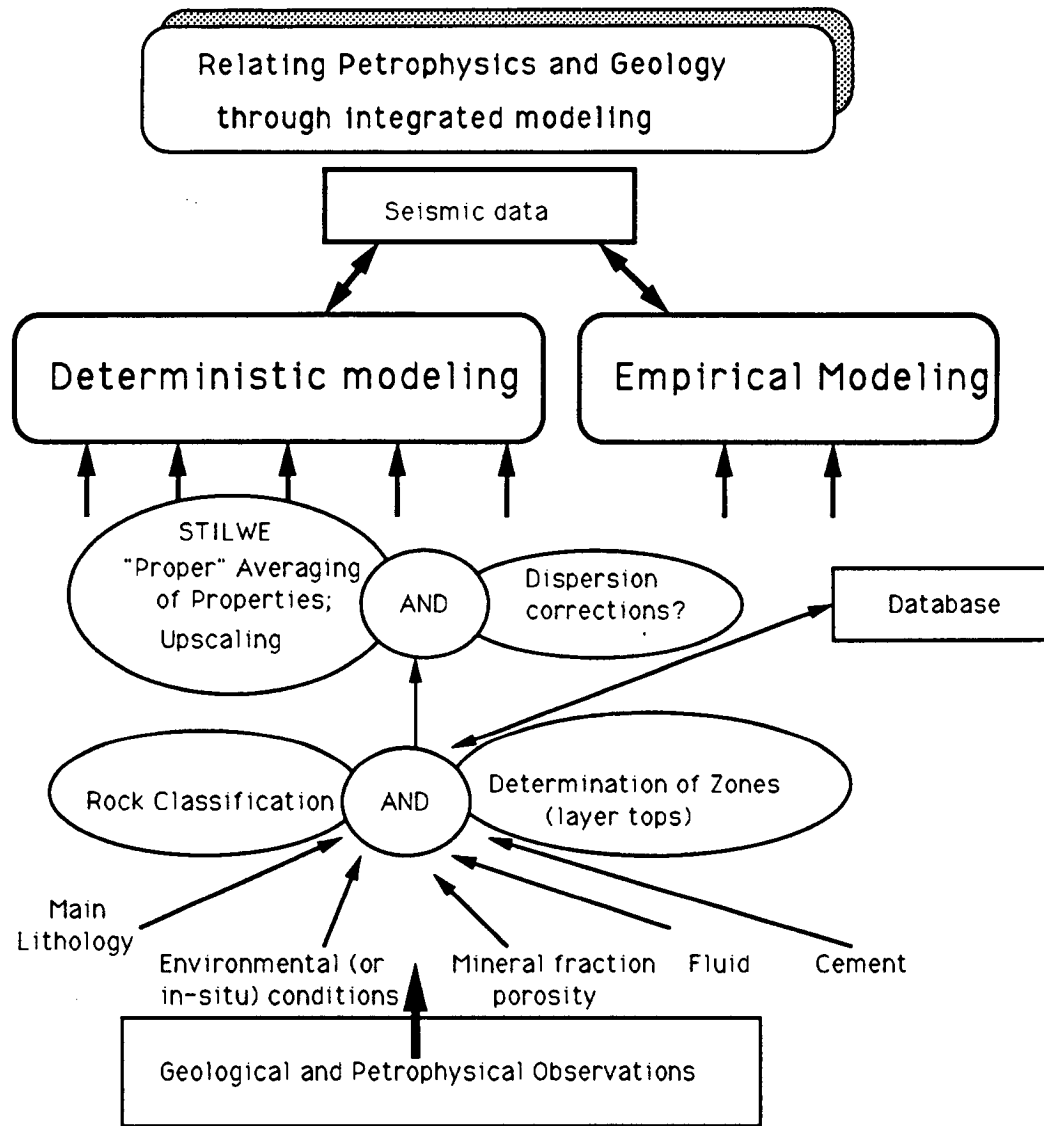 Relating Petrophysics and Geology
through integrated modeling
Seismic data
Deterministic modeling
Empirical Modeling
STILWE
"Proper" Averaging
of Properties;
Upscaling
AND
Dispersion
corrections?
Database
Rock Classification
AND
Determination of Zones
(layer tops)
Main
Lithology
Environmental (or
in-situ) conditions
Mineral fraction
porosity
Fluid
Cement
Geological and Petrophysical Observations